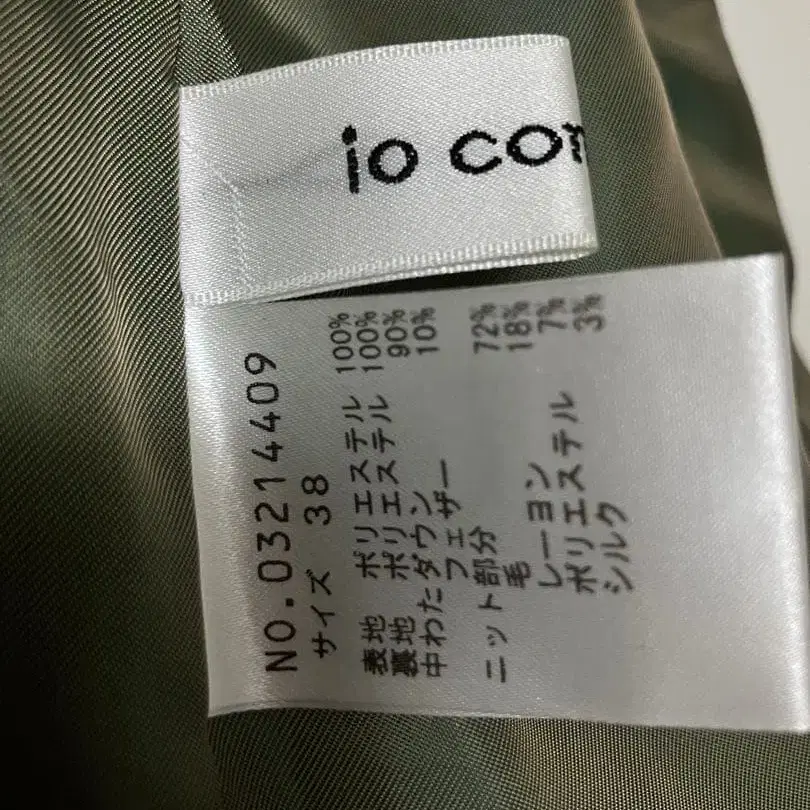 io
NO.03214409
サイズ 38
表地 ポリエステル 100%
裏地 ポリエステル 100%
中わた ダウン 90%
フェザー 10%
ニット部分
毛 72%
レーヨン 18%
ポリエステル 7%
シルク 3%